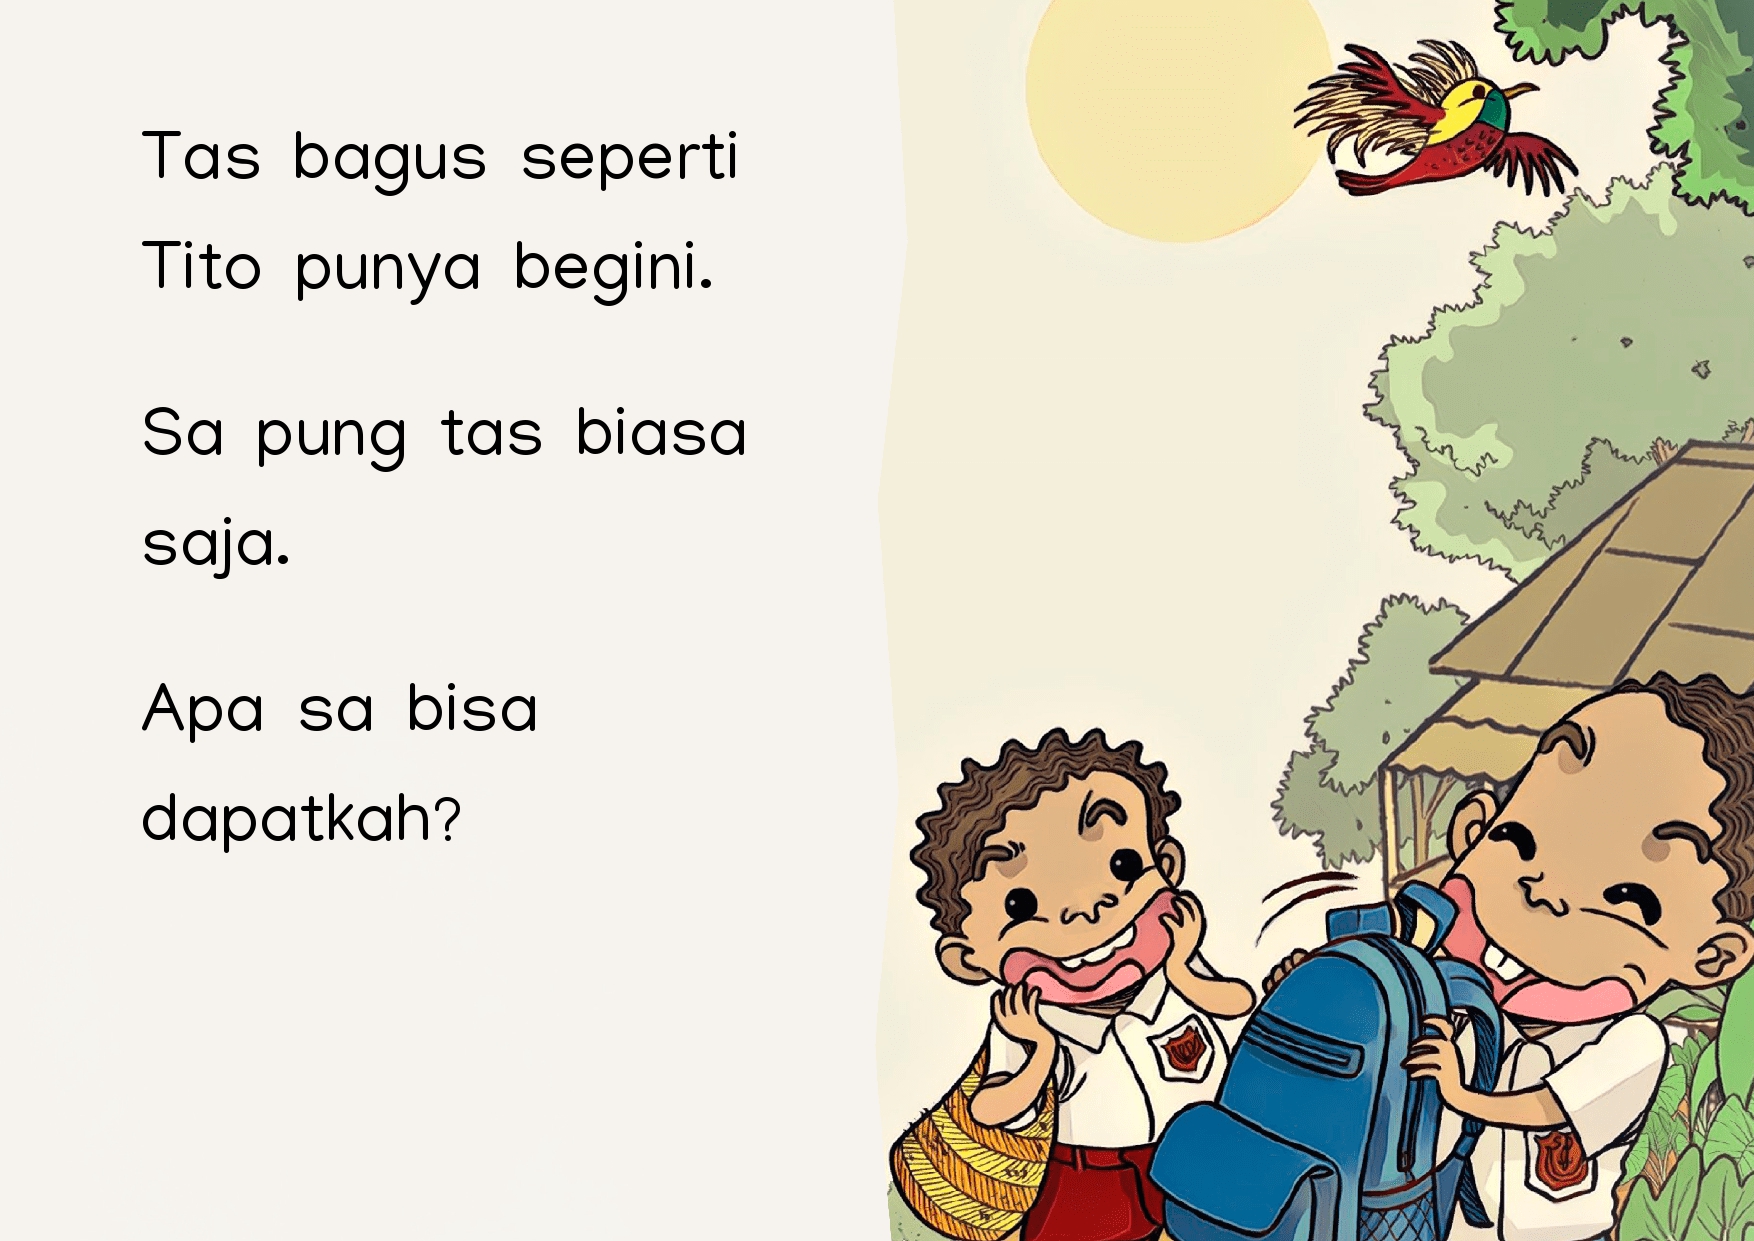 Tas bagus seperti
Tito punya begini.
Sa pung tas biasa
saja.
Apa sa bisa
dapatkah?